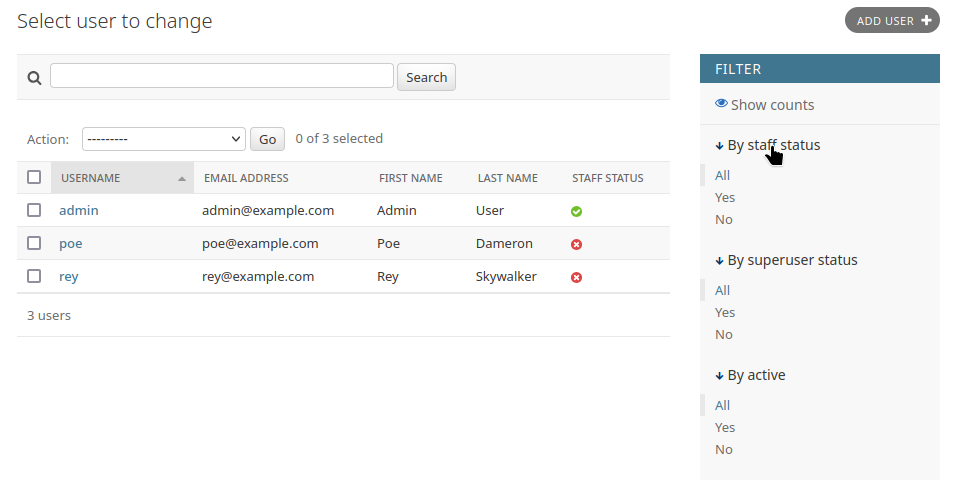 Select user to change
ADD USER
Search
Action: --------- Go 0 of 3 selected
USERNAME EMAIL ADDRESS FIRST NAME LAST NAME STAFF STATUS
admin admin@example.com Admin User
poe poe@example.com Poe Dameron
rey rey@example.com Rey Skywalker
3 users
FILTER
Show counts
By staff status
All
Yes
No
By superuser status
All
Yes
No
By active
All
Yes
No